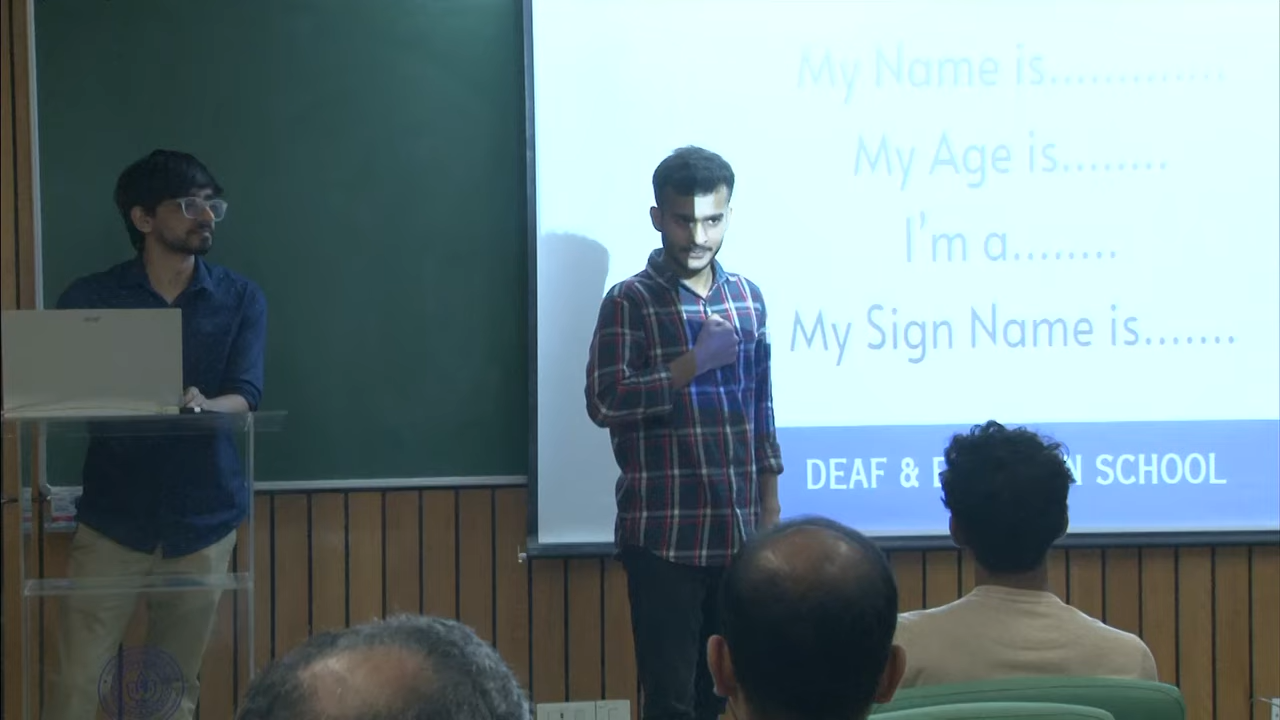 My Name is..............
My Age is........
I'm a........
My Sign Name is.......
DEAF & SCHOOL